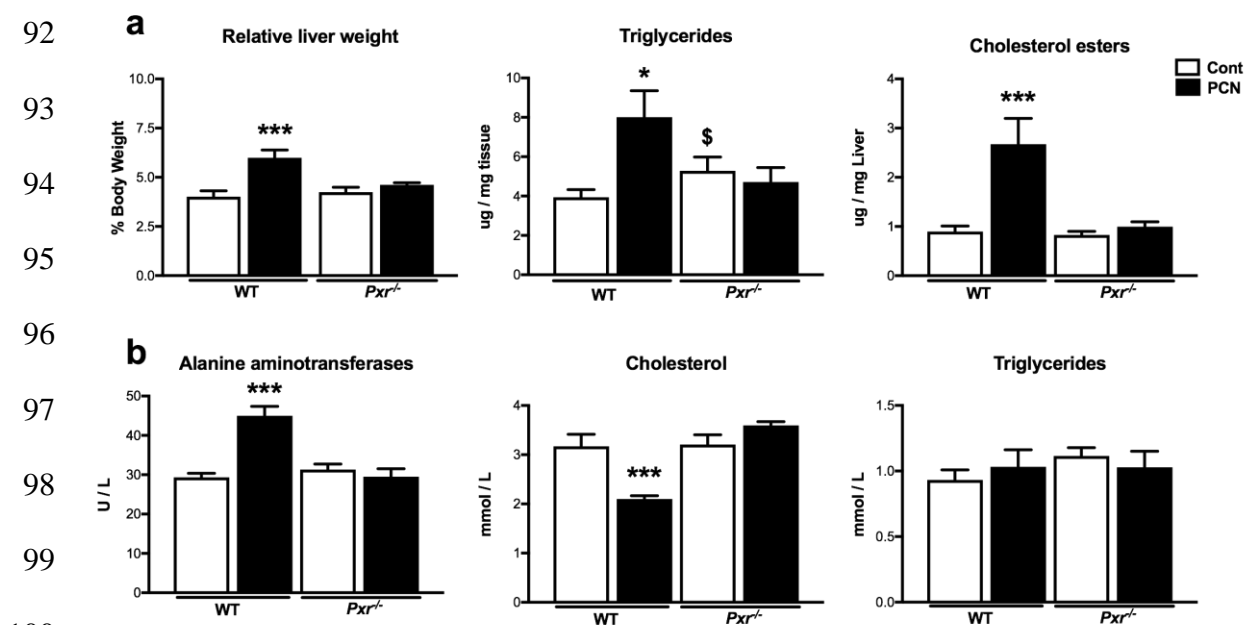 92
93
94
95
96
97
98
99
a
Relative liver weight
% Body Weight
10.0
7.5
5.0
2.5
0.0
***
WT
Pxr-/-
Triglycerides
ug / mg tissue
10
8
6
4
2
0
*
$
WT
Pxr-/-
Cholesterol esters
ug / mg Liver
4
3
2
1
0
***
WT
Pxr-/-
Cont
PCN
b
Alanine aminotransferases
U / L
50
40
30
20
10
0
***
WT
Pxr-/-
Cholesterol
mmol / L
4
3
2
1
0
***
WT
Pxr-/-
Triglycerides
mmol / L
1.5
1.0
0.5
0.0
WT
Pxr-/-